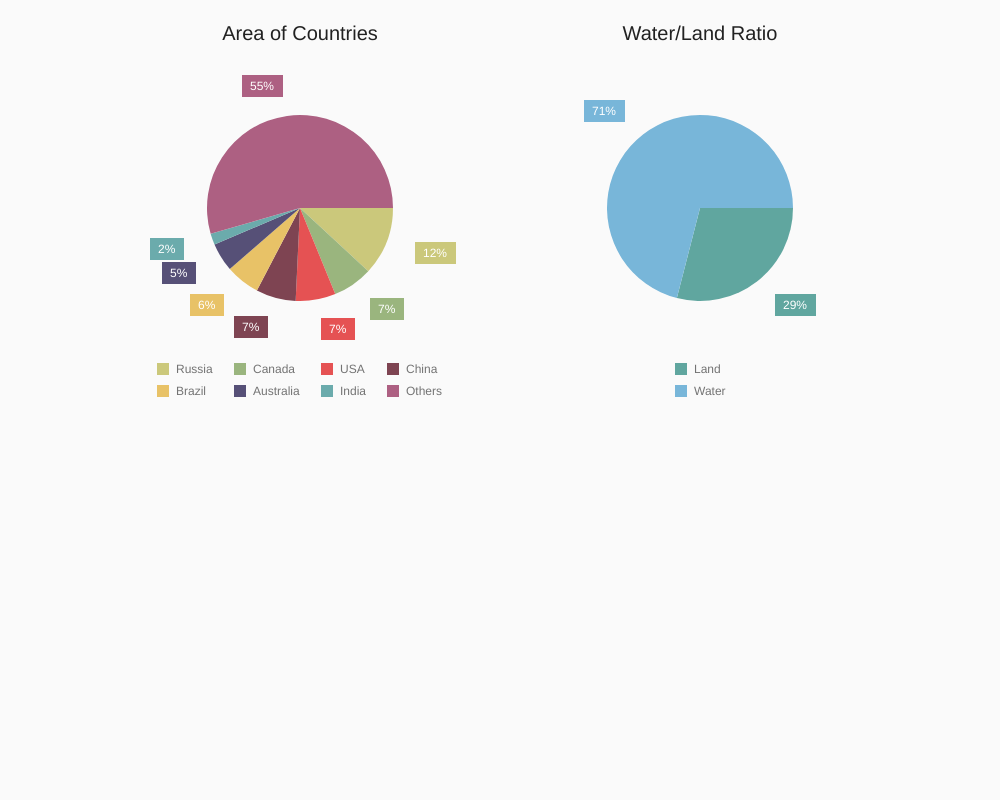 Area of Countries
Water/Land Ratio
55%
71%
2%
12%
5%
6%
7%
29%
7%
7%
Russia Canada USA China
Brazil Australia India Others
Land
Water